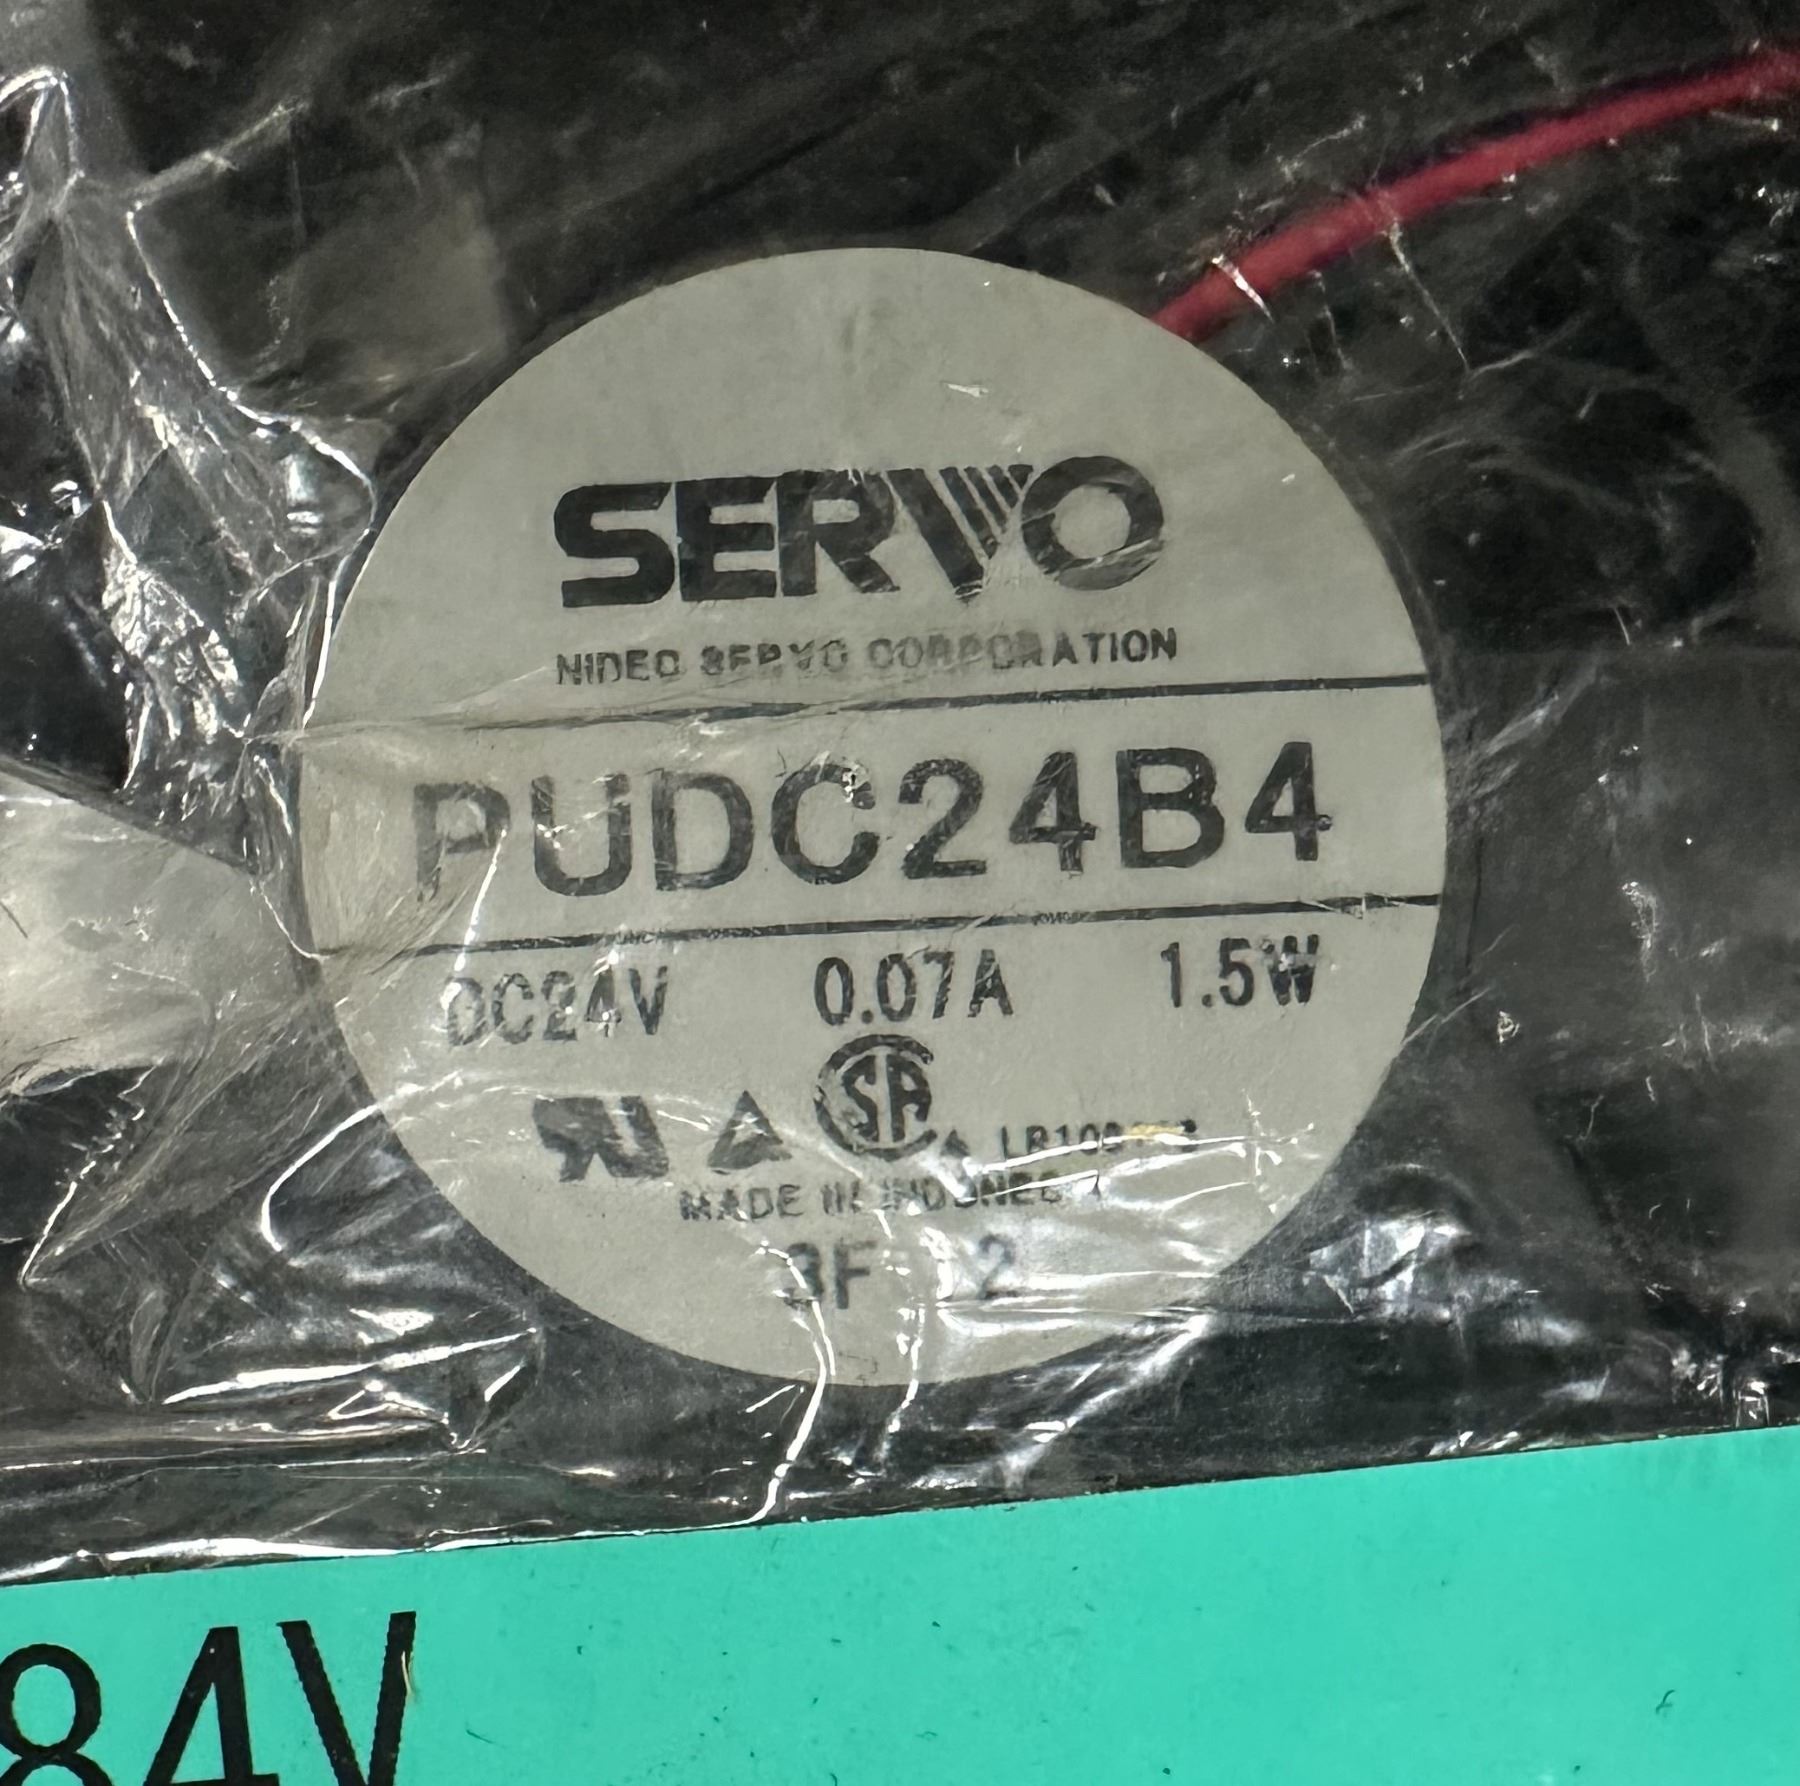 SERVO
NIDEC SERVO CORPORATION
PUDC24B4
DC24V 0.07A 1.5W
MADE IN INDONESIA
84V